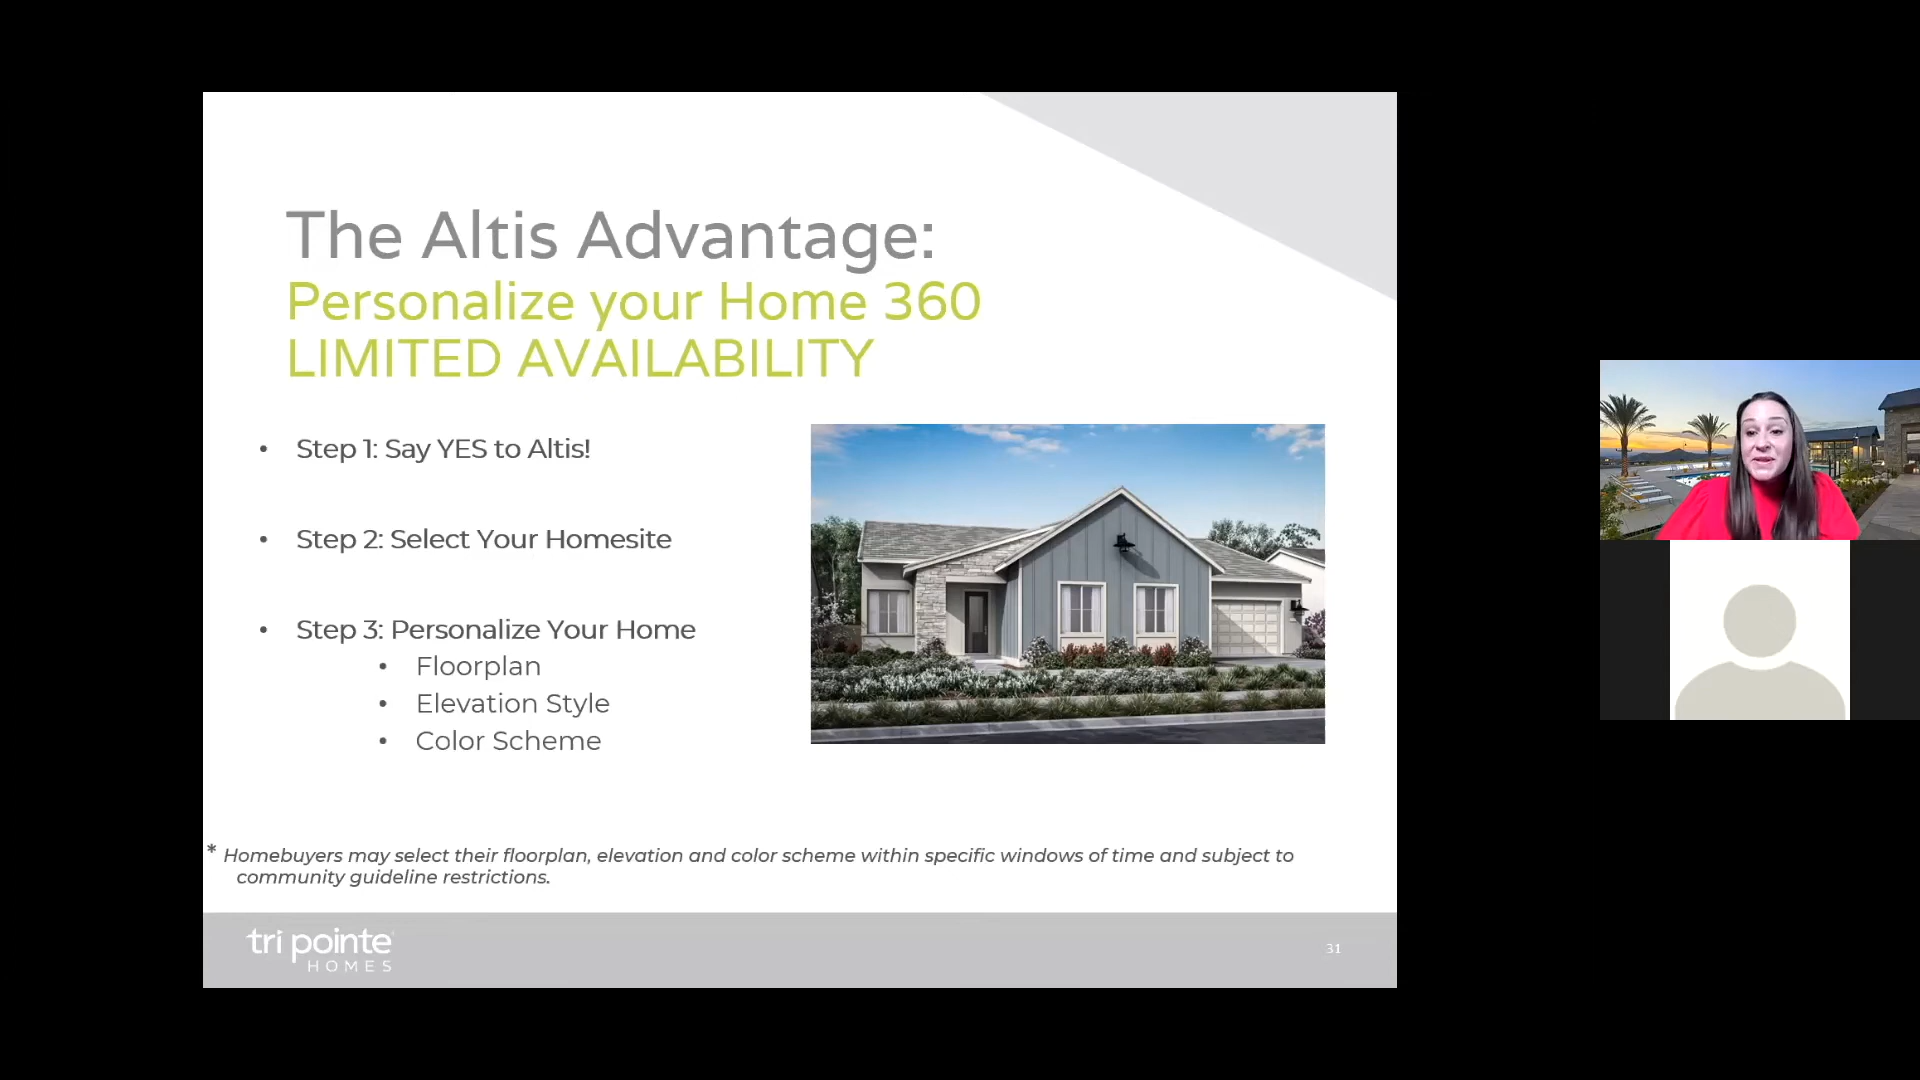 The Altis Advantage:
Personalize your Home 360
LIMITED AVAILABILITY
• Step 1: Say YES to Altis!
• Step 2: Select Your Homesite
• Step 3: Personalize Your Home
• Floorplan
• Elevation Style
• Color Scheme
* Homebuyers may select their floorplan, elevation and color scheme within specific windows of time and subject to
community guideline restrictions.
tri pointe
HOMES
31